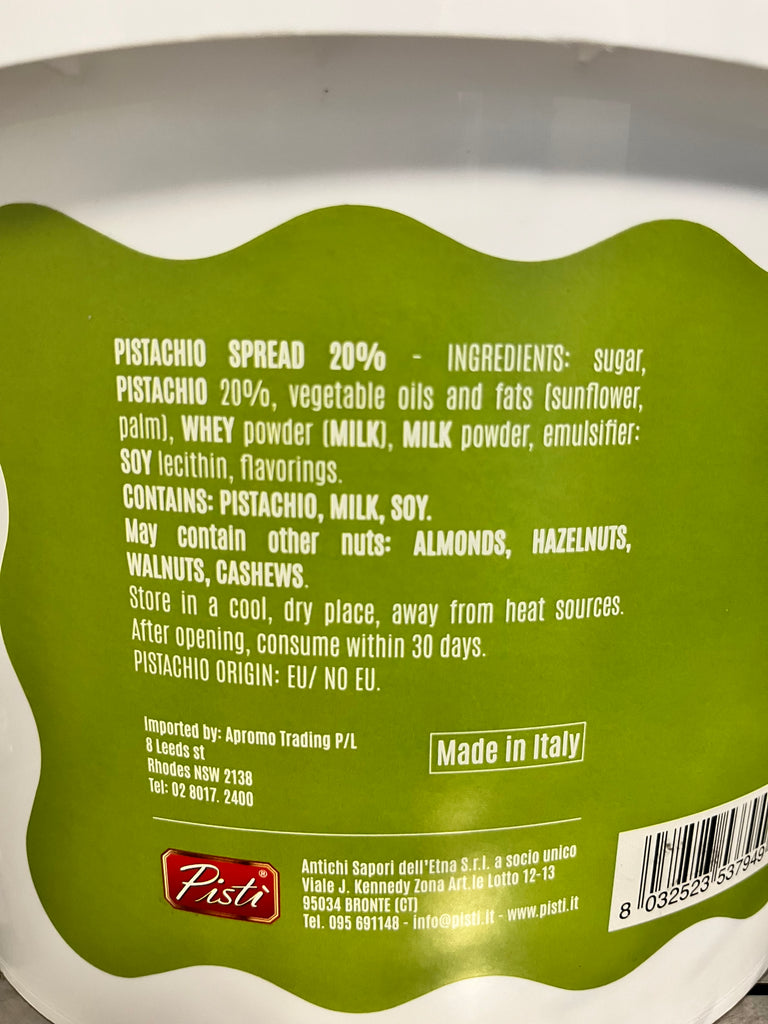 PISTACHIO SPREAD 20% - INGREDIENTS: sugar,
PISTACHIO 20%, vegetable oils and fats (sunflower,
palm), WHEY powder (MILK), MILK powder, emulsifier:
SOY lecithin, flavorings.
CONTAINS: PISTACHIO, MILK, SOY.
May contain other nuts: ALMONDS, HAZELNUTS,
WALNUTS, CASHEWS.
Store in a cool, dry place, away from heat sources.
After opening, consume within 30 days.
PISTACHIO ORIGIN: EU/ NO EU.
Imported by: Apromo Trading P/L
8 Leeds st
Rhodes NSW 2138
Tel: 02 8017. 2400
Made in Italy
Pistì®
Antichi Sapori dell'Etna S.r.l. a socio unico
Viale J. Kennedy Zona Art.le Lotto 12-13
95034 BRONTE (CT)
Tel. 095 691148 - info@pisti.it - www.pisti.it
8 032523 537949